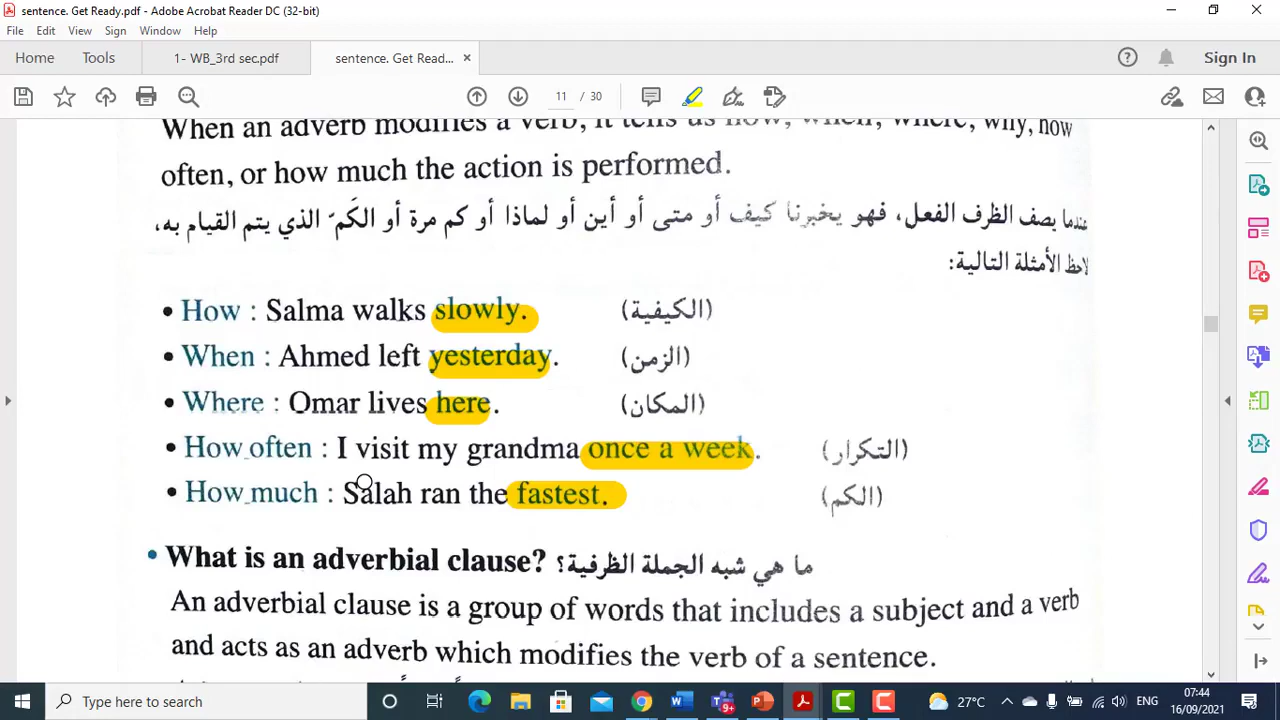 sentence. Get Ready.pdf - Adobe Acrobat Reader DC (32-bit)
File Edit View Sign Window Help
Home Tools 1- WB_3rd sec.pdf sentence. Get Read... × Sign In
11 / 30
When an adverb modifies a verb, it tells us how, when, where, why, how
often, or how much the action is performed.
عندما يصف الظرف الفعل، فهو يخبرنا كيف أو متى أو أين أو لماذا أو كم مرة أو الكَمّ الذي يتم القيام به،
لاحظ الأمثلة التالية:
• How : Salma walks slowly. (الكيفية)
• When : Ahmed left yesterday. (الزمن)
• Where : Omar lives here. (المكان)
• How often : I visit my grandma once a week. (التكرار)
• How much : Salah ran the fastest. (الكم)
• What is an adverbial clause? ما هي شبه الجملة الظرفية؟
An adverbial clause is a group of words that includes a subject and a verb
and acts as an adverb which modifies the verb of a sentence.
Type here to search
9+
27°C
ENG
07:44
16/09/2021